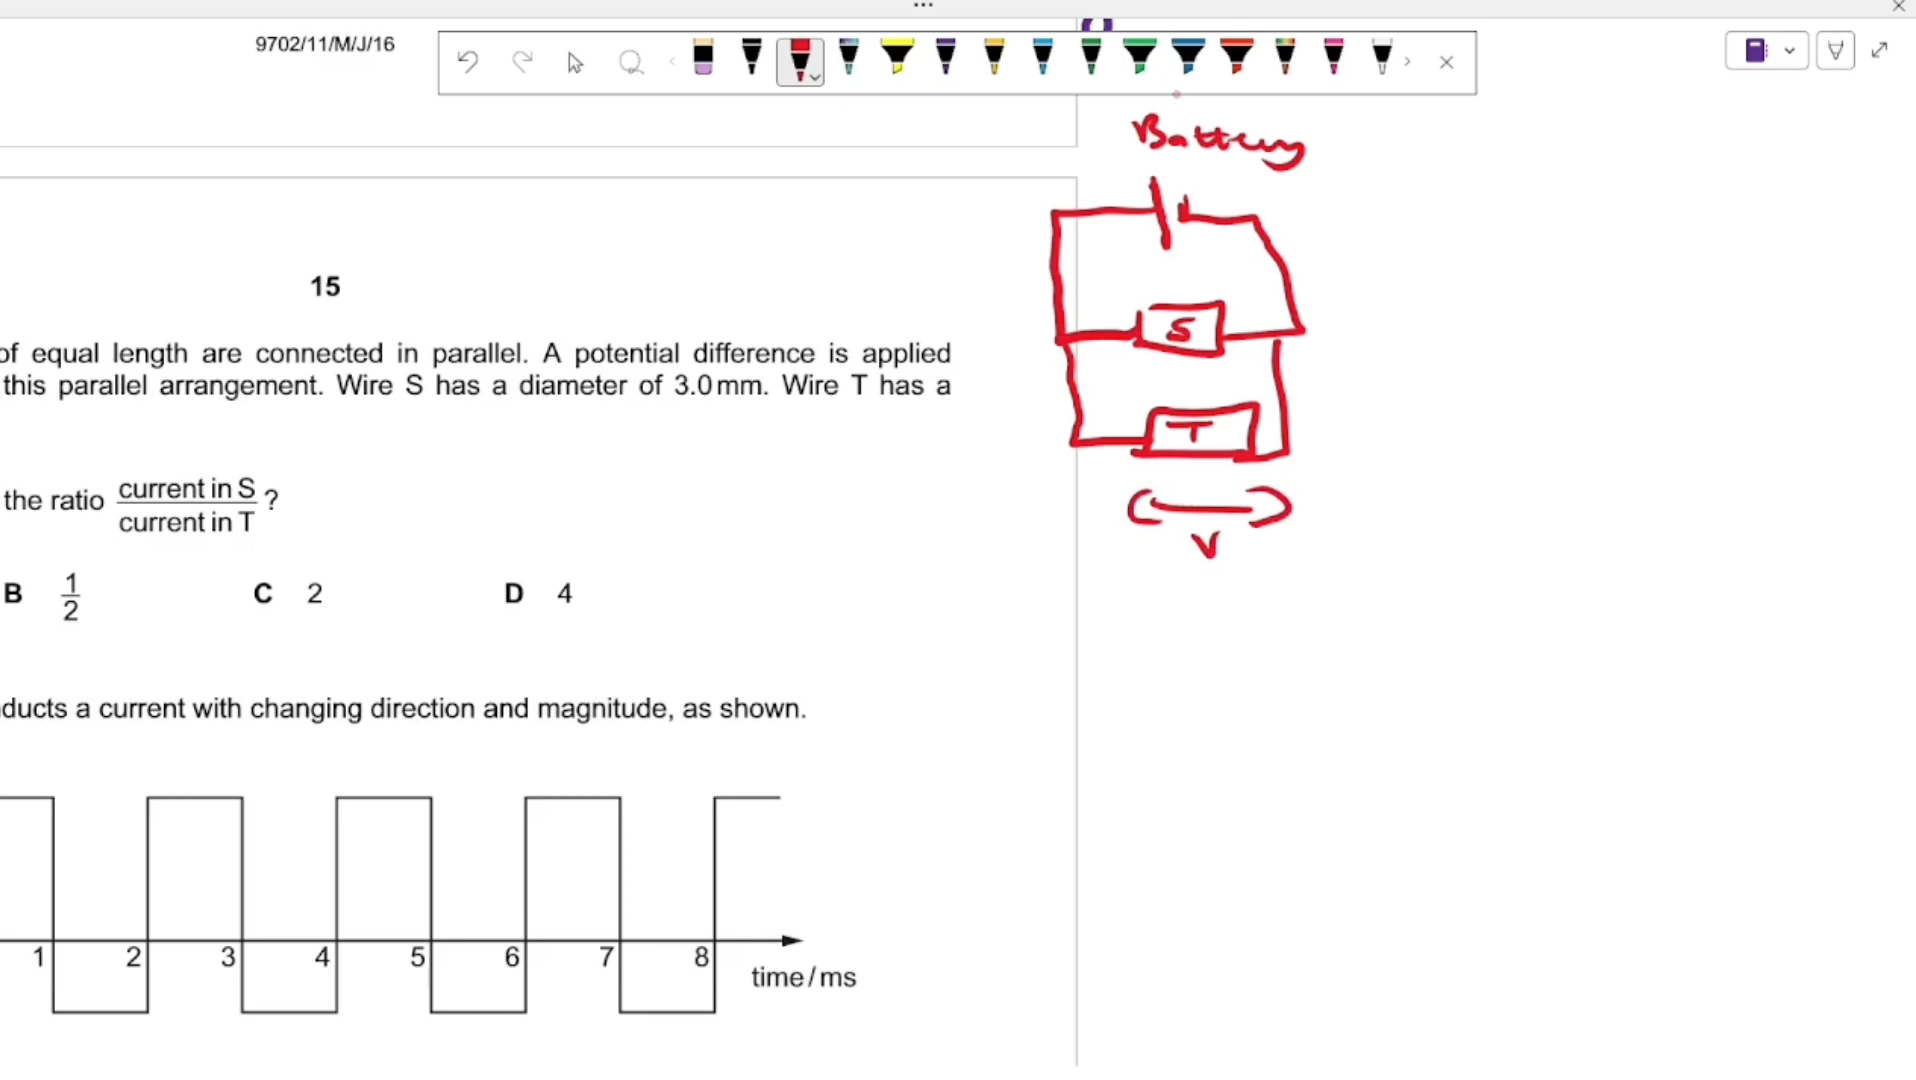 9702/11/M/J/16
Battery
15
of equal length are connected in parallel. A potential difference is applied
this parallel arrangement. Wire S has a diameter of 3.0 mm. Wire T has a
S
T
V
the ratio current in S / current in T ?
B 1/2 C 2 D 4
ducts a current with changing direction and magnitude, as shown.
1 2 3 4 5 6 7 8
time / ms